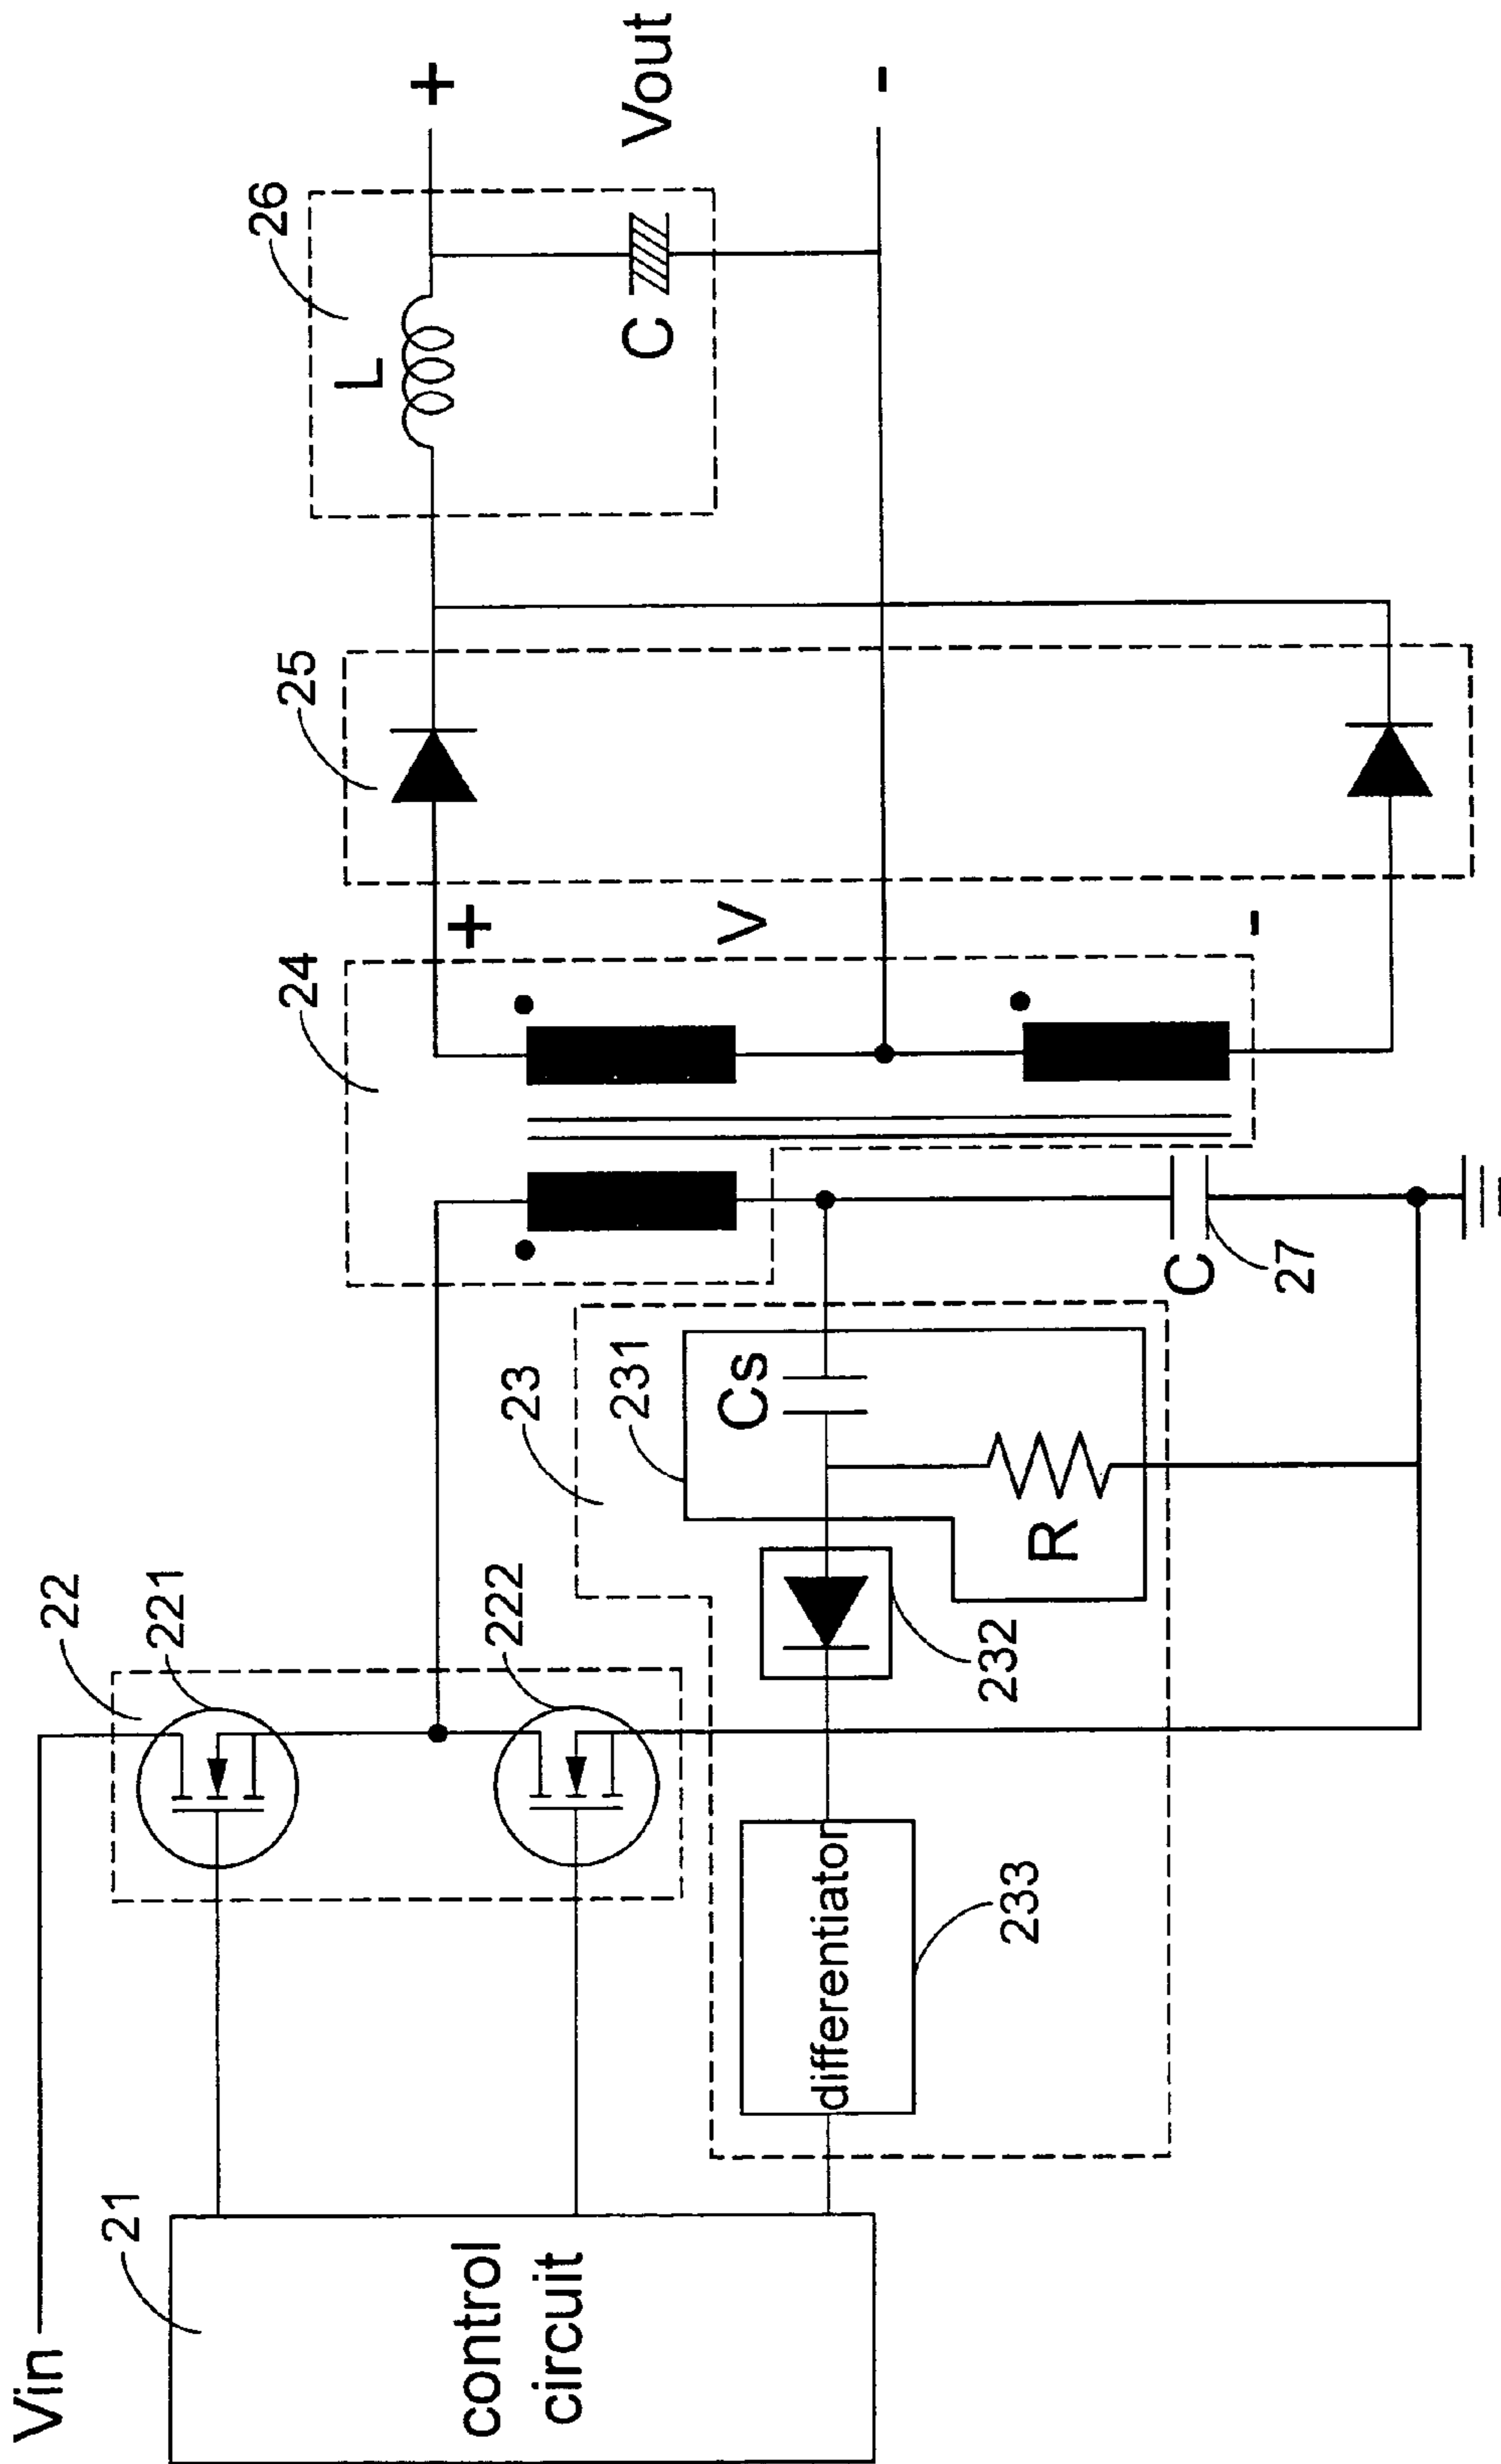 Vin
21
control
circuit
22
221
222
23
231
Cs
R
232
differentiator
233
24
C
27
+
V
-
25
26
L
C
+
Vout
-